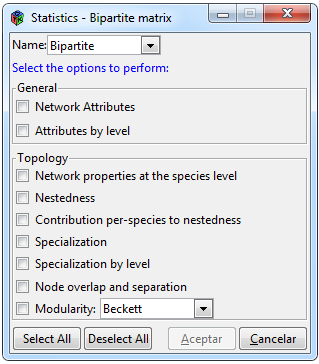 Statistics - Bipartite matrix
Name: Bipartite
Select the options to perform:
General
Network Attributes
Attributes by level
Topology
Network properties at the species level
Nestedness
Contribution per-species to nestedness
Specialization
Specialization by level
Node overlap and separation
Modularity: Beckett
Select All Deselect All Aceptar Cancelar